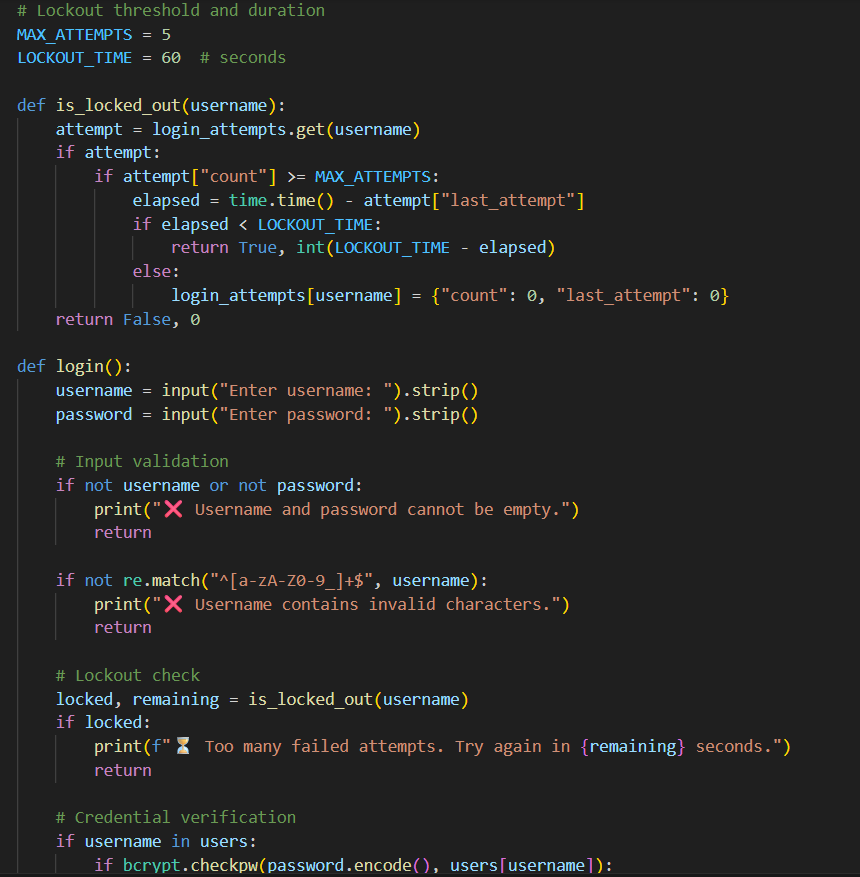 # Lockout threshold and duration
MAX_ATTEMPTS = 5
LOCKOUT_TIME = 60  # seconds

def is_locked_out(username):
    attempt = login_attempts.get(username)
    if attempt:
        if attempt["count"] >= MAX_ATTEMPTS:
            elapsed = time.time() - attempt["last_attempt"]
            if elapsed < LOCKOUT_TIME:
                return True, int(LOCKOUT_TIME - elapsed)
            else:
                login_attempts[username] = {"count": 0, "last_attempt": 0}
    return False, 0

def login():
    username = input("Enter username: ").strip()
    password = input("Enter password: ").strip()

    # Input validation
    if not username or not password:
        print("❌ Username and password cannot be empty.")
        return

    if not re.match("^[a-zA-Z0-9_]+$", username):
        print("❌ Username contains invalid characters.")
        return

    # Lockout check
    locked, remaining = is_locked_out(username)
    if locked:
        print(f"⏳ Too many failed attempts. Try again in {remaining} seconds.")
        return

    # Credential verification
    if username in users:
        if bcrypt.checkpw(password.encode(), users[username]):